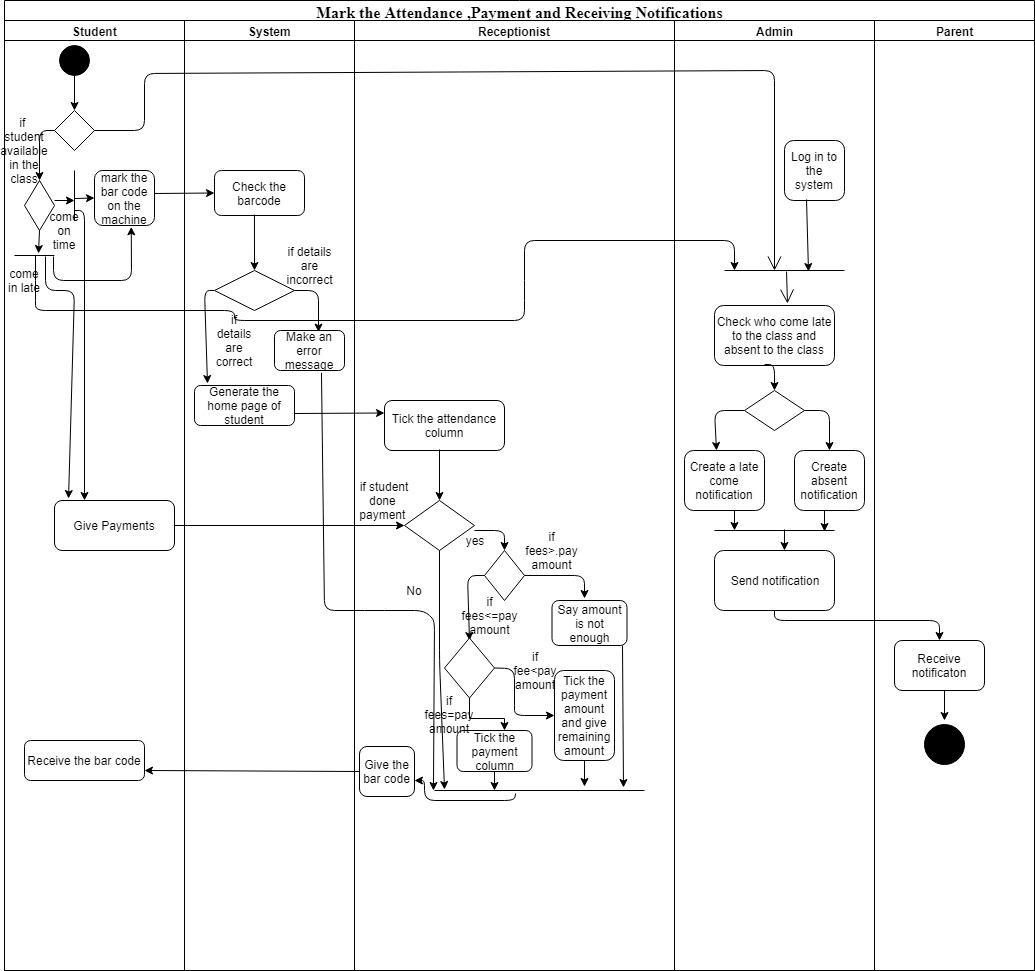 Mark the Attendance ,Payment and Receiving Notifications
Student
System
Receptionist
Admin
Parent
if
student
available
in the
class
mark the
bar code
on the
machine
come
on
time
come
in late
Check the
barcode
if details
are
incorrect
if
details
are
correct
Make an
error
message
Generate the
home page of
student
Tick the attendance
column
Log in to
the
system
Check who come late
to the class and
absent to the class
Create a late
come
notification
Create
absent
notification
Send notification
Give Payments
if student
done
payment
yes
No
if
fees>.pay
amount
if
fees<=pay
amount
Say amount
is not
enough
if
fee<pay
amount
if
fees=pay
amount
Tick the
payment
amount
and give
remaining
amount
Tick the
payment
column
Receive
notificaton
Give the
bar code
Receive the bar code